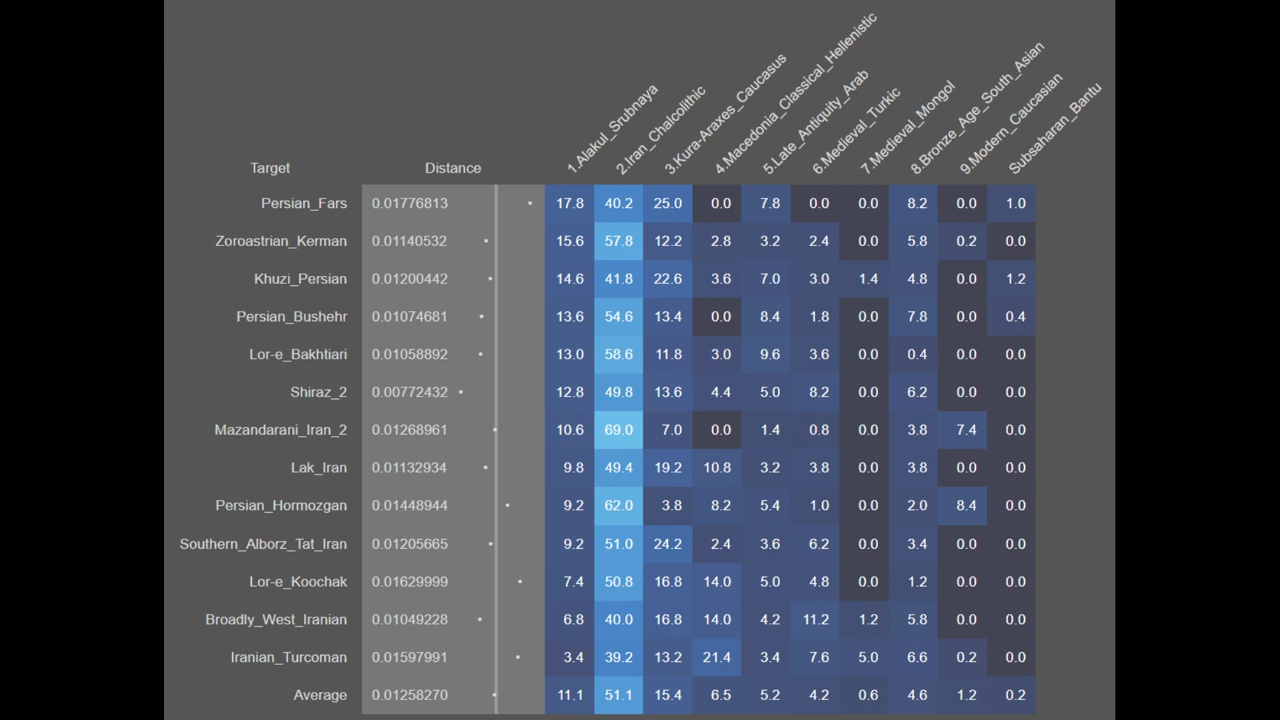 1.Alakul_Srubnaya
2.Iran_Chalcolithic
3.Kura-Araxes_Caucasus
4.Macedonia_Classical_Hellenistic
5.Late_Antiquity_Arab
6.Medieval_Turkic
7.Medieval_Mongol
8.Bronze_Age_South_Asian
9.Modern_Caucasian
Subsaharan_Bantu
Target Distance
Persian_Fars 0.01776813 17.8 40.2 25.0 0.0 7.8 0.0 0.0 8.2 0.0 1.0
Zoroastrian_Kerman 0.01140532 15.6 57.8 12.2 2.8 3.2 2.4 0.0 5.8 0.2 0.0
Khuzi_Persian 0.01200442 14.6 41.8 22.6 3.6 7.0 3.0 1.4 4.8 0.0 1.2
Persian_Bushehr 0.01074681 13.6 54.6 13.4 0.0 8.4 1.8 0.0 7.8 0.0 0.4
Lor-e_Bakhtiari 0.01058892 13.0 58.6 11.8 3.0 9.6 3.6 0.0 0.4 0.0 0.0
Shiraz_2 0.00772432 12.8 49.8 13.6 4.4 5.0 8.2 0.0 6.2 0.0 0.0
Mazandarani_Iran_2 0.01268961 10.6 69.0 7.0 0.0 1.4 0.8 0.0 3.8 7.4 0.0
Lak_Iran 0.01132934 9.8 49.4 19.2 10.8 3.2 3.8 0.0 3.8 0.0 0.0
Persian_Hormozgan 0.01448944 9.2 62.0 3.8 8.2 5.4 1.0 0.0 2.0 8.4 0.0
Southern_Alborz_Tat_Iran 0.01205665 9.2 51.0 24.2 2.4 3.6 6.2 0.0 3.4 0.0 0.0
Lor-e_Koochak 0.01629999 7.4 50.8 16.8 14.0 5.0 4.8 0.0 1.2 0.0 0.0
Broadly_West_Iranian 0.01049228 6.8 40.0 16.8 14.0 4.2 11.2 1.2 5.8 0.0 0.0
Iranian_Turcoman 0.01597991 3.4 39.2 13.2 21.4 3.4 7.6 5.0 6.6 0.2 0.0
Average 0.01258270 11.1 51.1 15.4 6.5 5.2 4.2 0.6 4.6 1.2 0.2